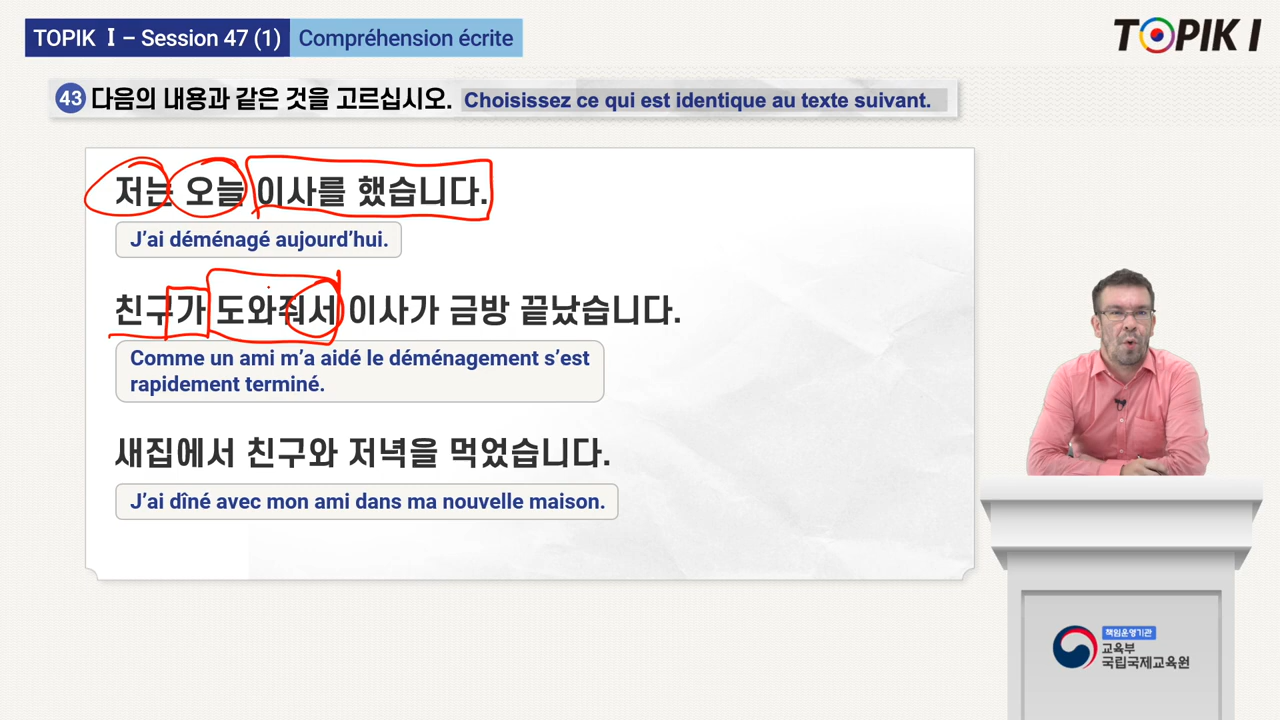 TOPIK Ⅰ – Session 47 (1) Compréhension écrite
TOPIK I
43 다음의 내용과 같은 것을 고르십시오. Choisissez ce qui est identique au texte suivant.
저는 오늘 이사를 했습니다.
J’ai déménagé aujourd’hui.
친구가 도와줘서 이사가 금방 끝났습니다.
Comme un ami m’a aidé le déménagement s’est
rapidement terminé.
새집에서 친구와 저녁을 먹었습니다.
J’ai dîné avec mon ami dans ma nouvelle maison.
책임운영기관
교육부
국립국제교육원